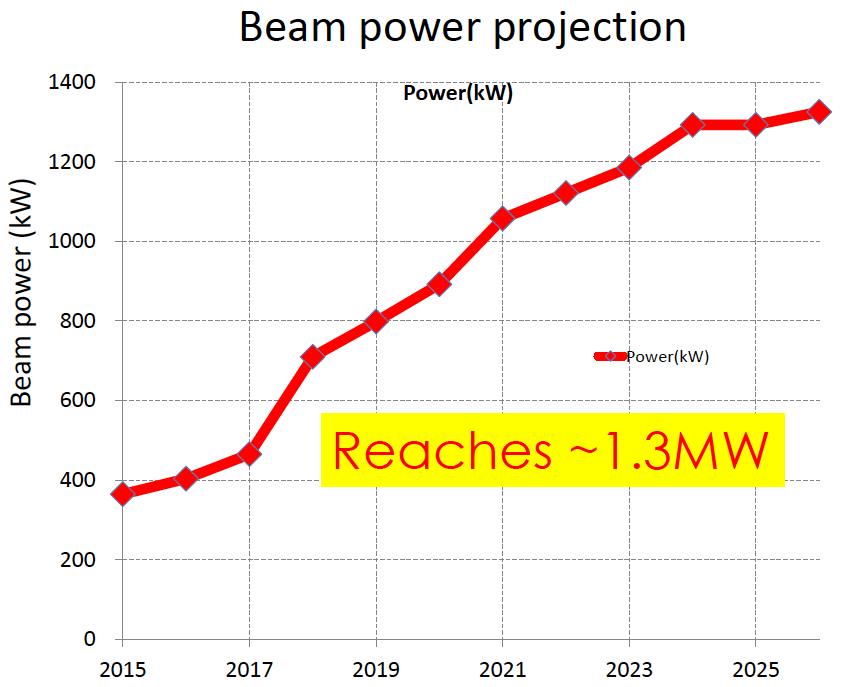 Beam power projection
Power(kW)
Beam power (kW)
1400
1200
1000
800
600
400
200
0
Power(kW)
Reaches ~1.3MW
2015 2017 2019 2021 2023 2025